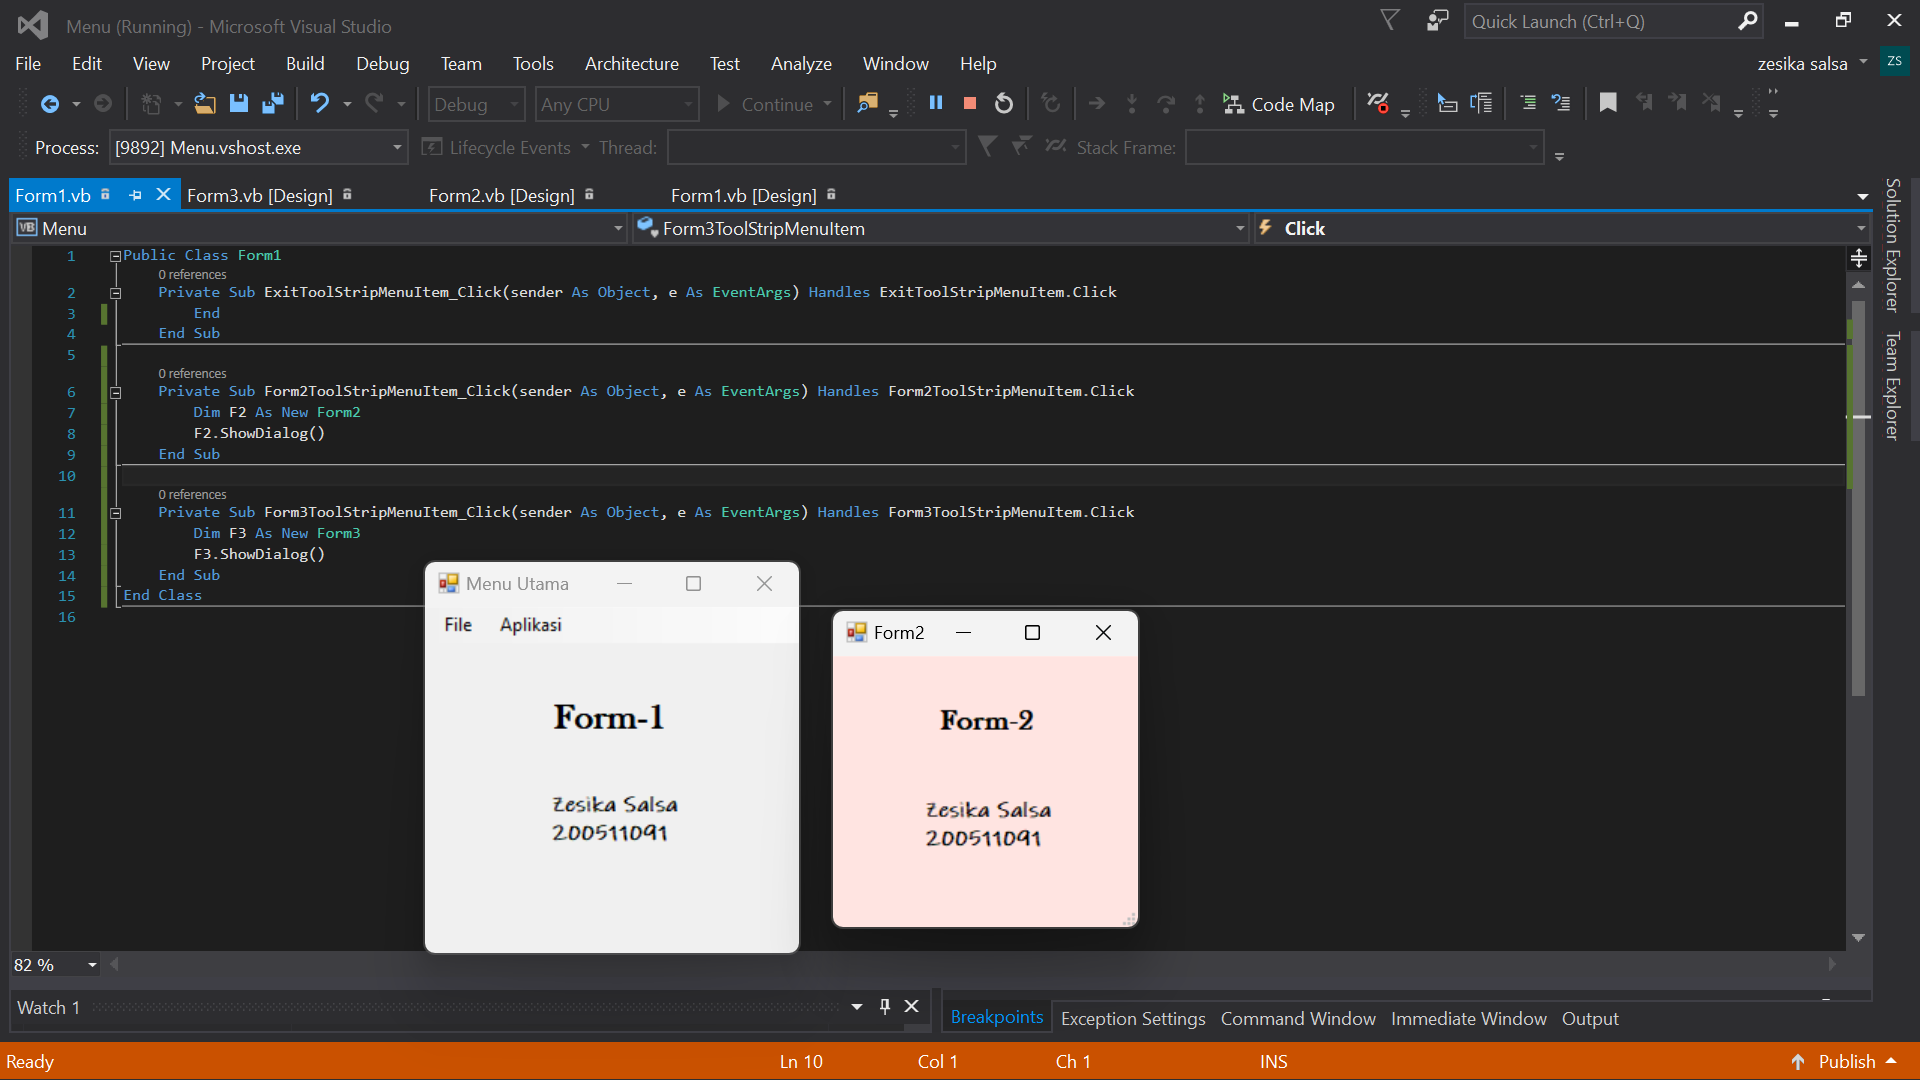 Menu (Running) - Microsoft Visual Studio
Quick Launch (Ctrl+Q)
File Edit View Project Build Debug Team Tools Architecture Test Analyze Window Help
zesika salsa ZS
Debug Any CPU Continue Code Map
Process: [9892] Menu.vshost.exe Lifecycle Events Thread: Stack Frame:
Form1.vb Form3.vb [Design] Form2.vb [Design] Form1.vb [Design]
VB Menu Form3ToolStripMenuItem Click
Solution Explorer
Team Explorer
1 Public Class Form1
0 references
2 Private Sub ExitToolStripMenuItem_Click(sender As Object, e As EventArgs) Handles ExitToolStripMenuItem.Click
3 End
4 End Sub
5
0 references
6 Private Sub Form2ToolStripMenuItem_Click(sender As Object, e As EventArgs) Handles Form2ToolStripMenuItem.Click
7 Dim F2 As New Form2
8 F2.ShowDialog()
9 End Sub
10
0 references
11 Private Sub Form3ToolStripMenuItem_Click(sender As Object, e As EventArgs) Handles Form3ToolStripMenuItem.Click
12 Dim F3 As New Form3
13 F3.ShowDialog()
14 End Sub
15 End Class
16
Menu Utama
File Aplikasi
Form-1
Zesika Salsa
200511091
Form2
Form-2
Zesika Salsa
200511091
82 %
Watch 1
Breakpoints Exception Settings Command Window Immediate Window Output
Ready Ln 10 Col 1 Ch 1 INS Publish